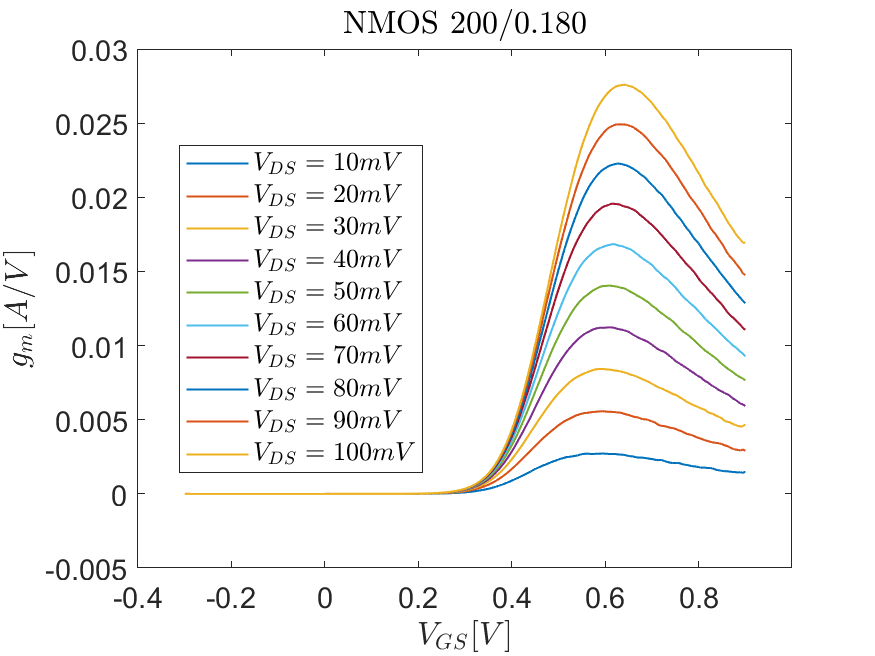 NMOS 200/0.180
0.03
0.025
0.02
0.015
0.01
0.005
0
-0.005
g_m[A/V]
V_DS = 10mV
V_DS = 20mV
V_DS = 30mV
V_DS = 40mV
V_DS = 50mV
V_DS = 60mV
V_DS = 70mV
V_DS = 80mV
V_DS = 90mV
V_DS = 100mV
-0.4 -0.2 0 0.2 0.4 0.6 0.8
V_GS[V]